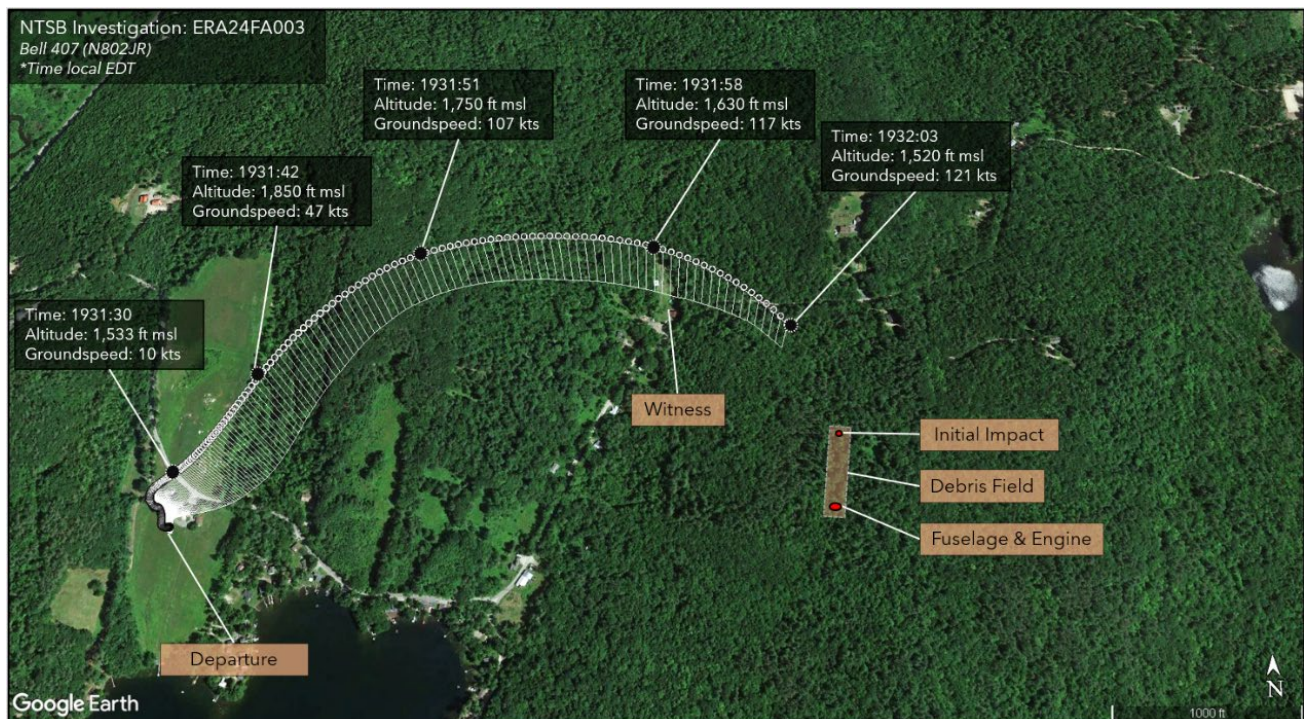 NTSB Investigation: ERA24FA003
Bell 407 (N802JR)
*Time local EDT
Time: 1931:51
Altitude: 1,750 ft msl
Groundspeed: 107 kts
Time: 1931:58
Altitude: 1,630 ft msl
Groundspeed: 117 kts
Time: 1932:03
Altitude: 1,520 ft msl
Groundspeed: 121 kts
Time: 1931:42
Altitude: 1,850 ft msl
Groundspeed: 47 kts
Time: 1931:30
Altitude: 1,533 ft msl
Groundspeed: 10 kts
Witness
Initial Impact
Debris Field
Fuselage & Engine
Departure
Google Earth
N
1000 ft